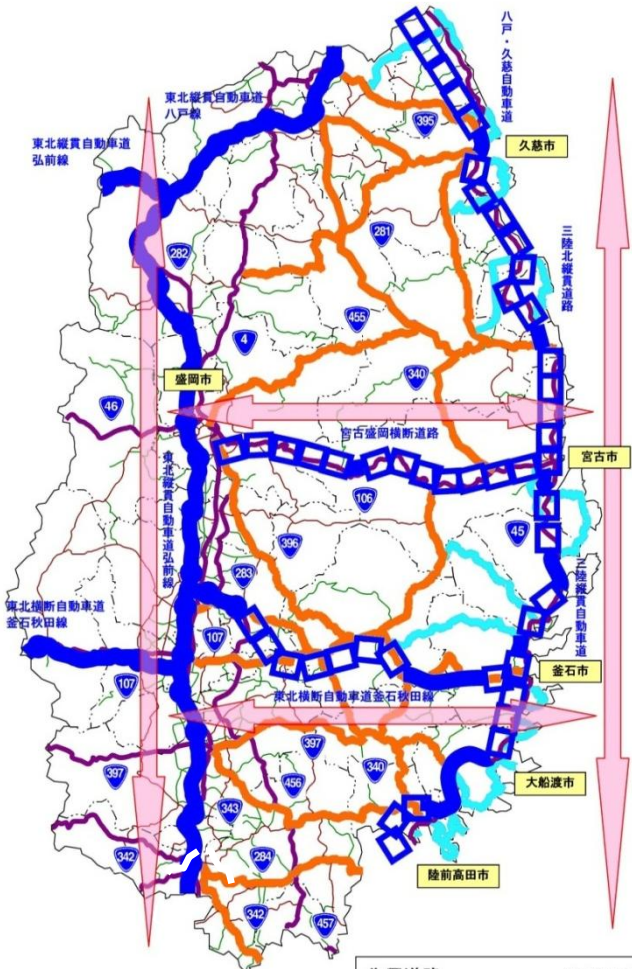 八戸・久慈自動車道
東北縦貫自動車道
八戸線
395
東北縦貫自動車道
弘前線
久慈市
281
282
三陸北縦貫道路
455
4
340
盛岡市
46
宮古盛岡横断道路
宮古市
東北縦貫自動車道弘前線
106
45
396
283
三陸縦貫自動車道
東北横断自動車道
釜石秋田線
107
釜石市
107
東北横断自動車道釜石秋田線
397
397
456
340
大船渡市
343
342
284
陸前高田市
342
457